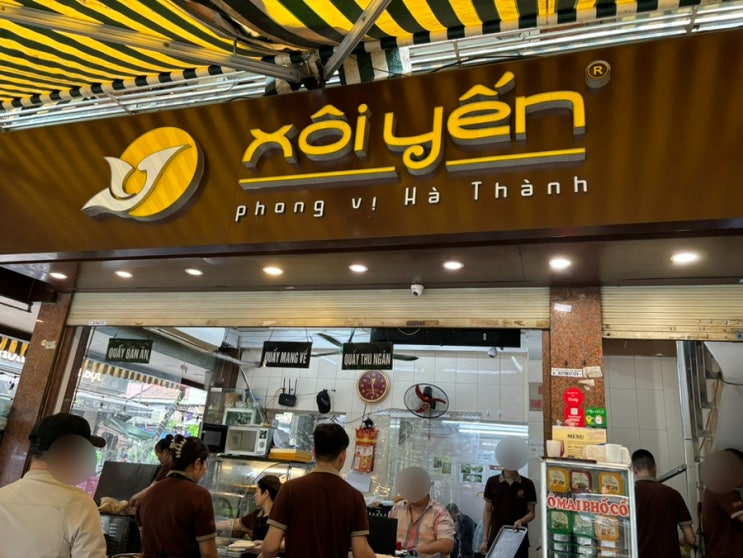 xôi yến
®
phong vị Hà Thành
QUẦY BÁN ĂN
QUẦY MANG VỀ
QUẦY THU NGÂN
MENU
Ô MAI PHỐ CỔ